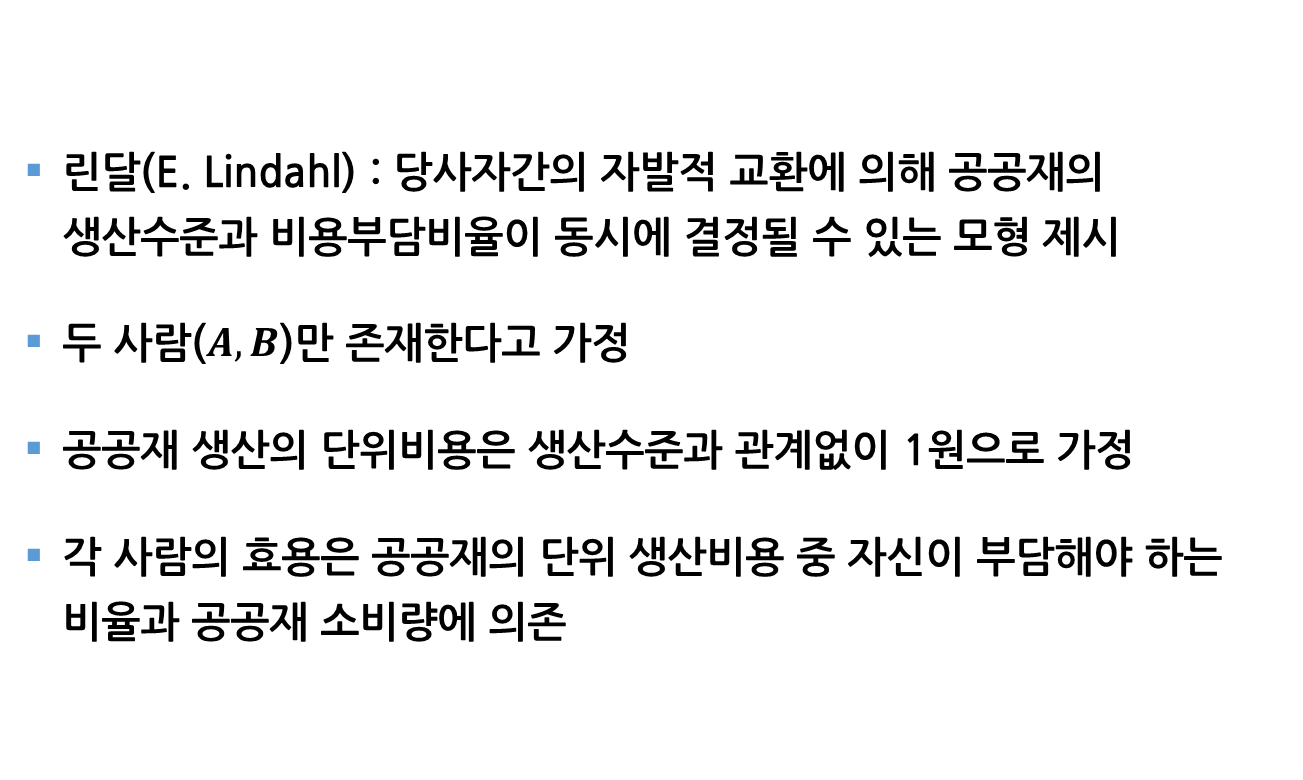 ▪ 린달(E. Lindahl) : 당사자간의 자발적 교환에 의해 공공재의
생산수준과 비용부담비율이 동시에 결정될 수 있는 모형 제시
▪ 두 사람(A, B)만 존재한다고 가정
▪ 공공재 생산의 단위비용은 생산수준과 관계없이 1원으로 가정
▪ 각 사람의 효용은 공공재의 단위 생산비용 중 자신이 부담해야 하는
비율과 공공재 소비량에 의존